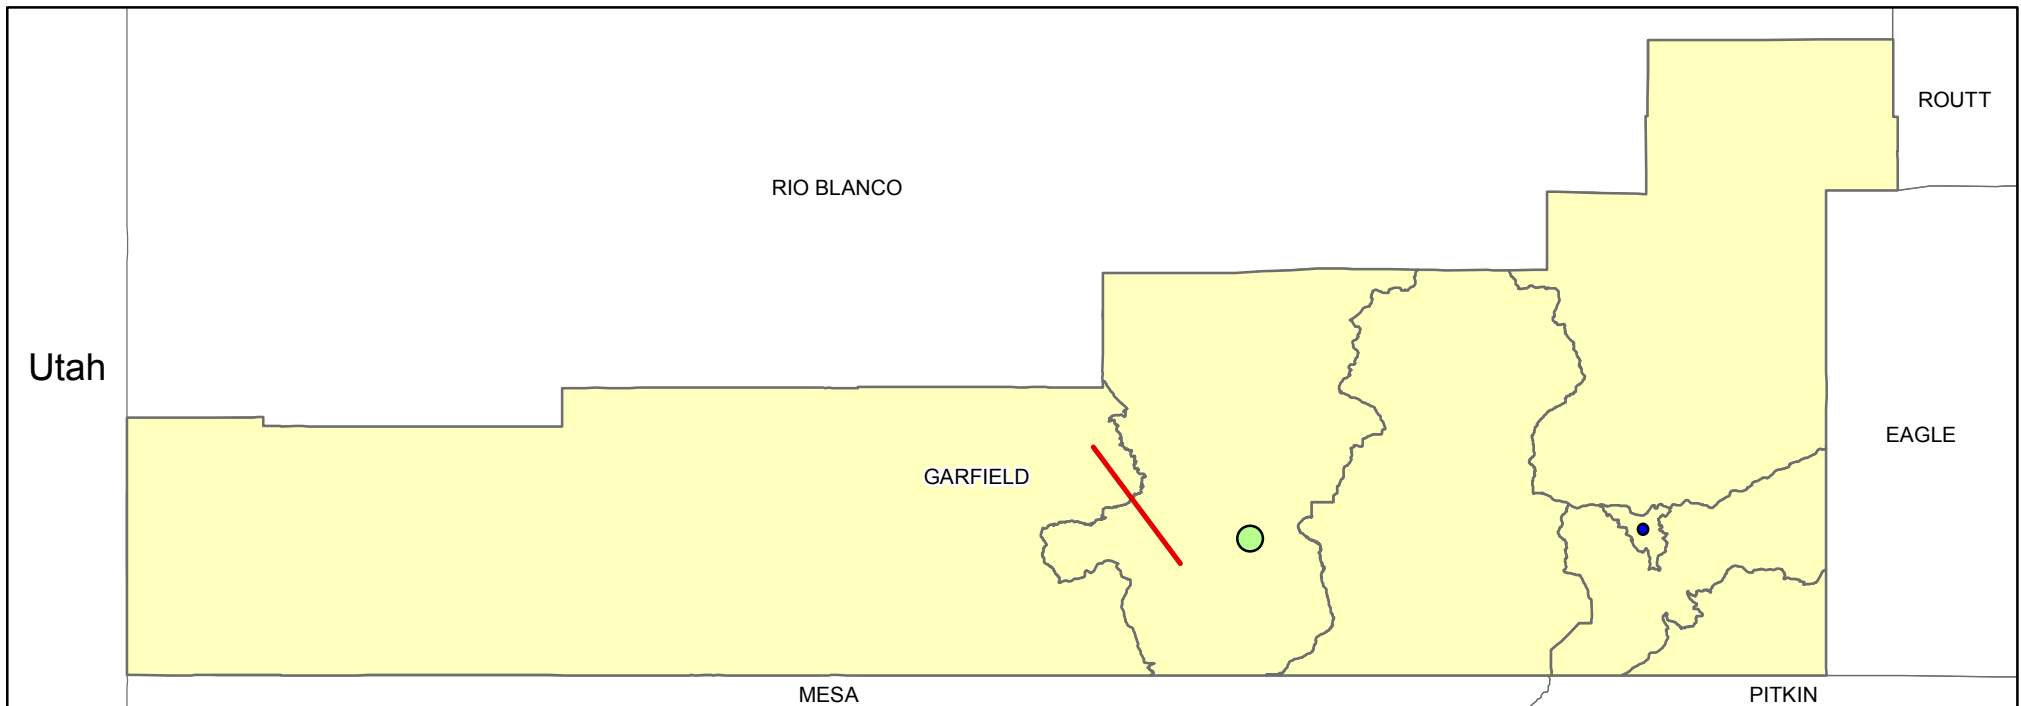 ROUTT
RIO BLANCO
Utah
EAGLE
GARFIELD
MESA
PITKIN